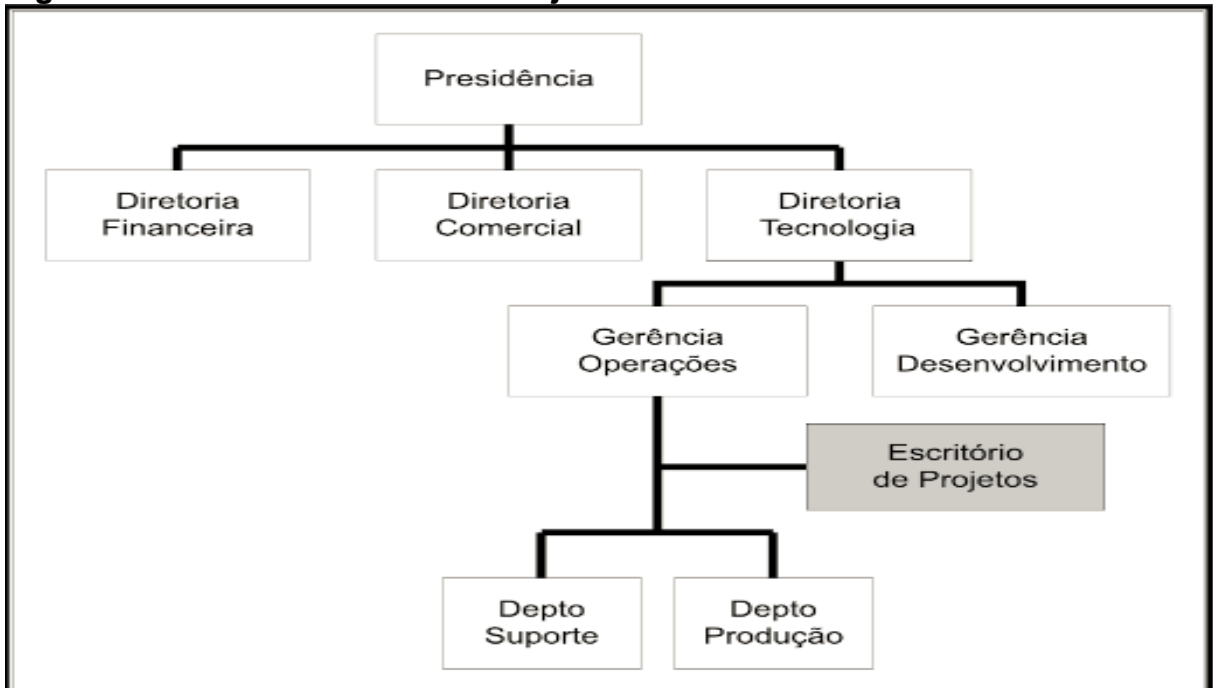 Presidência
Diretoria
Financeira
Diretoria
Comercial
Diretoria
Tecnologia
Gerência
Operações
Gerência
Desenvolvimento
Escritório
de Projetos
Depto
Suporte
Depto
Produção